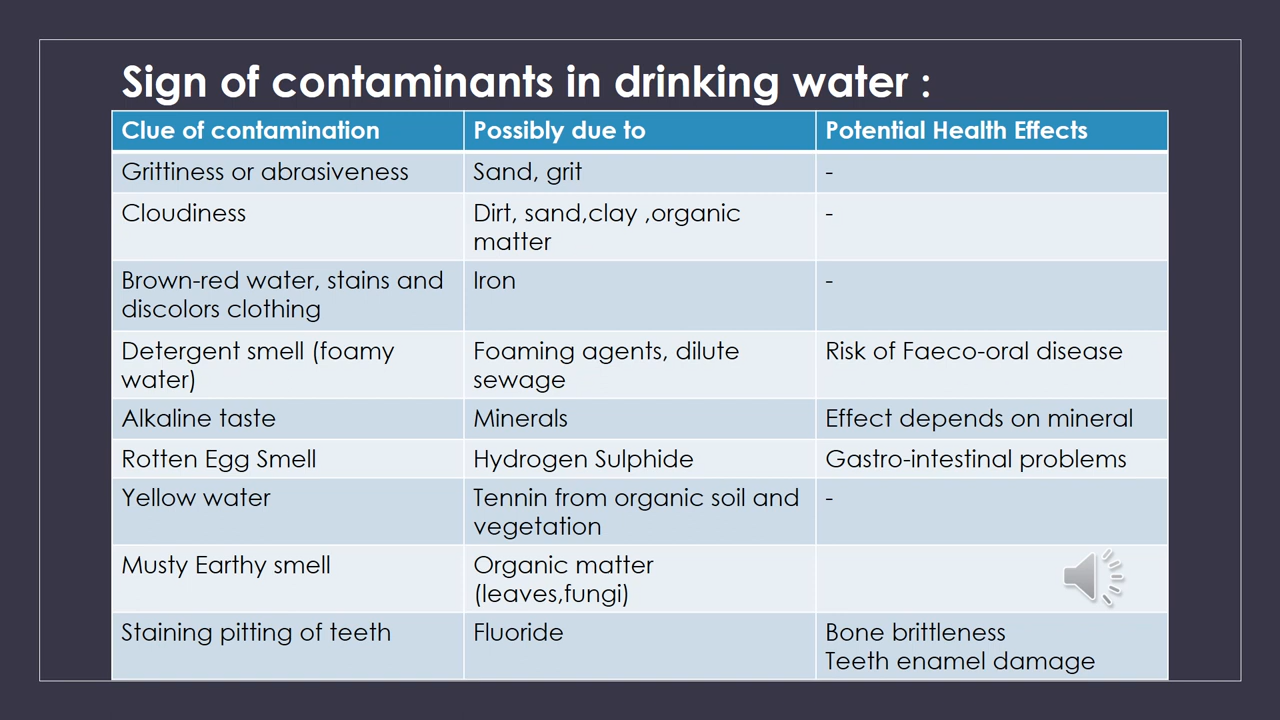 Sign of contaminants in drinking water :
Clue of contamination
Possibly due to
Potential Health Effects
Grittiness or abrasiveness
Sand, grit
-
Cloudiness
Dirt, sand,clay ,organic
matter
-
Brown-red water, stains and
discolors clothing
Iron
-
Detergent smell (foamy
water)
Foaming agents, dilute
sewage
Risk of Faeco-oral disease
Alkaline taste
Minerals
Effect depends on mineral
Rotten Egg Smell
Hydrogen Sulphide
Gastro-intestinal problems
Yellow water
Tennin from organic soil and
vegetation
-
Musty Earthy smell
Organic matter
(leaves,fungi)
Staining pitting of teeth
Fluoride
Bone brittleness
Teeth enamel damage